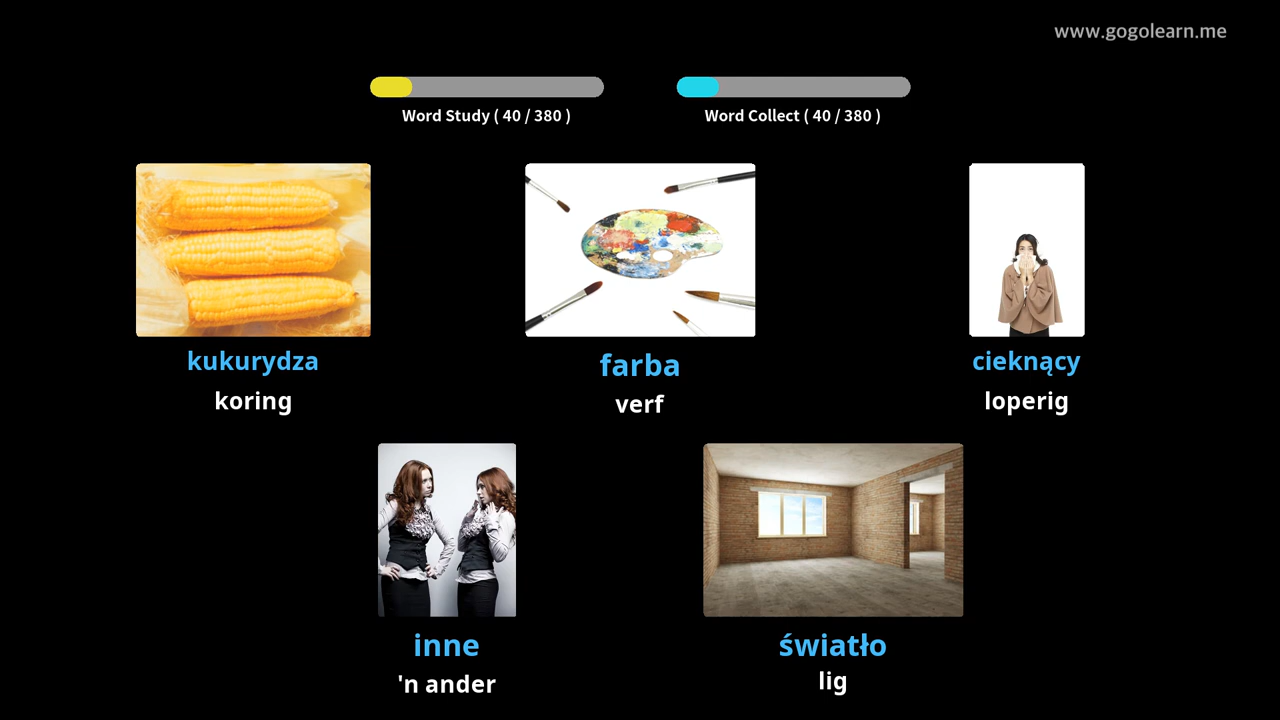 www.gogolearn.me
Word Study ( 40 / 380 )
Word Collect ( 40 / 380 )
kukurydza
koring
farba
verf
cieknący
loperig
inne
'n ander
światło
lig